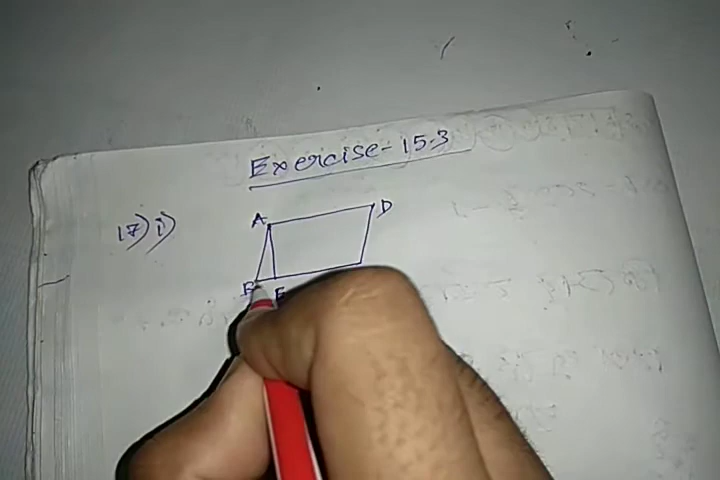 Exercise-15.3
17) i)
A D
B E